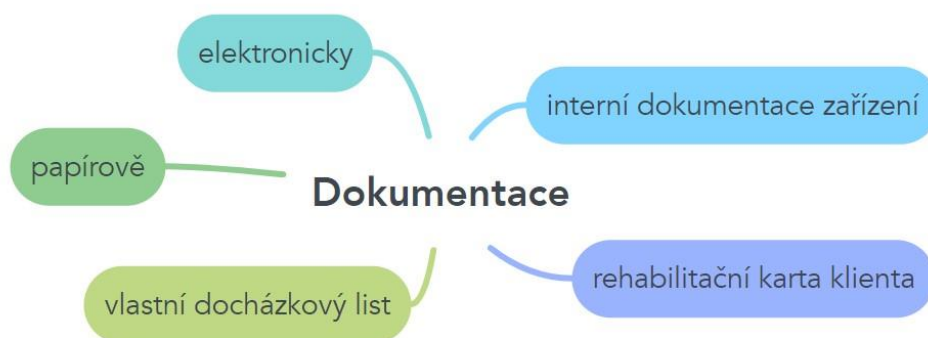 elektronicky
interní dokumentace zařízení
papírově
Dokumentace
rehabilitační karta klienta
vlastní docházkový list